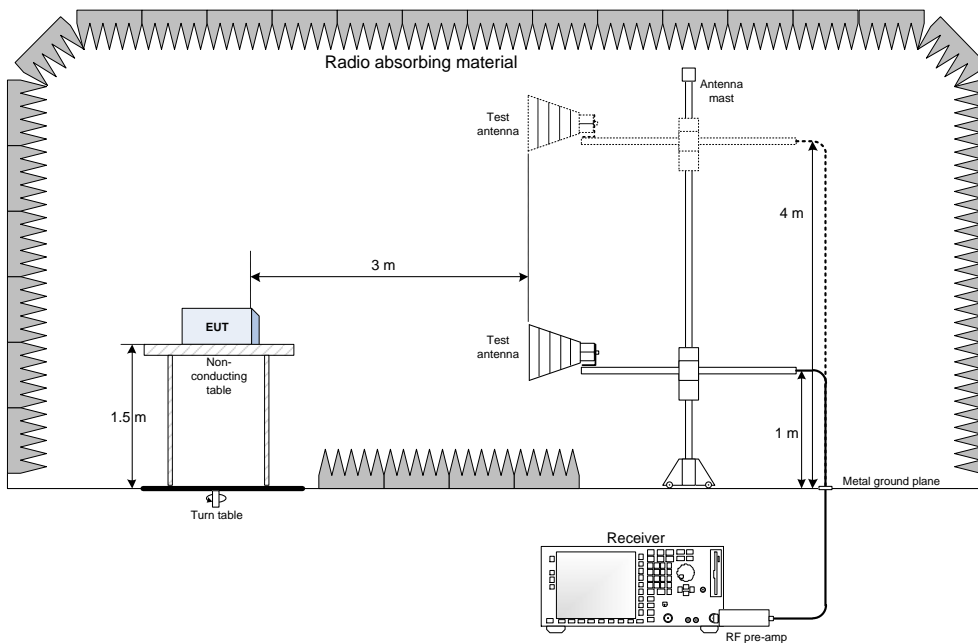 Radio absorbing material
Antenna
mast
Test
antenna
4 m
3 m
EUT
Test
antenna
Non-
conducting
table
1.5 m
1 m
Metal ground plane
Turn table
Receiver
RF pre-amp